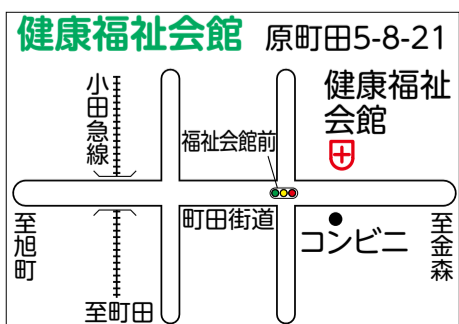 健康福祉会館 原町田5-8-21
小田急線
福祉会館前
健康福祉
会館
町田街道
コンビニ
至旭町
至町田
至金森